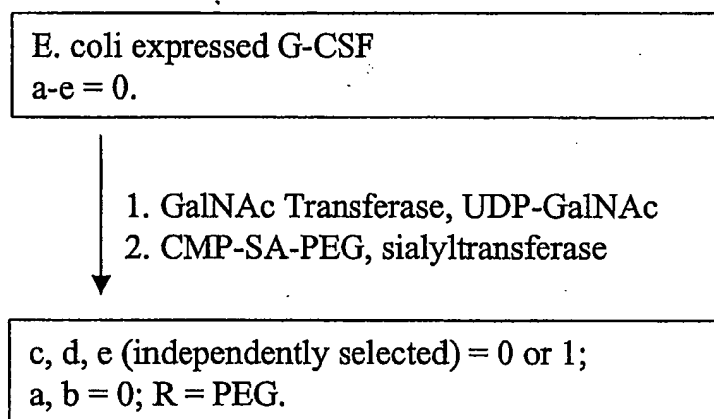 E. coli expressed G-CSF
a-e = 0.
1. GalNAc Transferase, UDP-GalNAc
2. CMP-SA-PEG, sialyltransferase
c, d, e (independently selected) = 0 or 1;
a, b = 0; R = PEG.